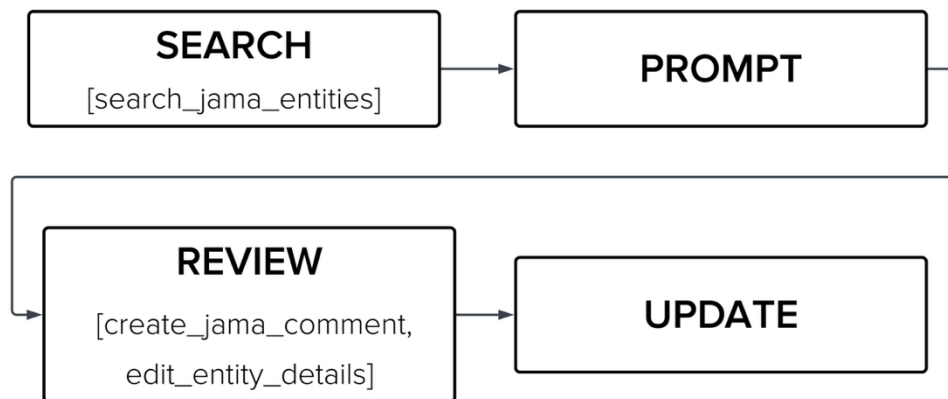 SEARCH
[search_jama_entities]
PROMPT
REVIEW
[create_jama_comment,
edit_entity_details]
UPDATE